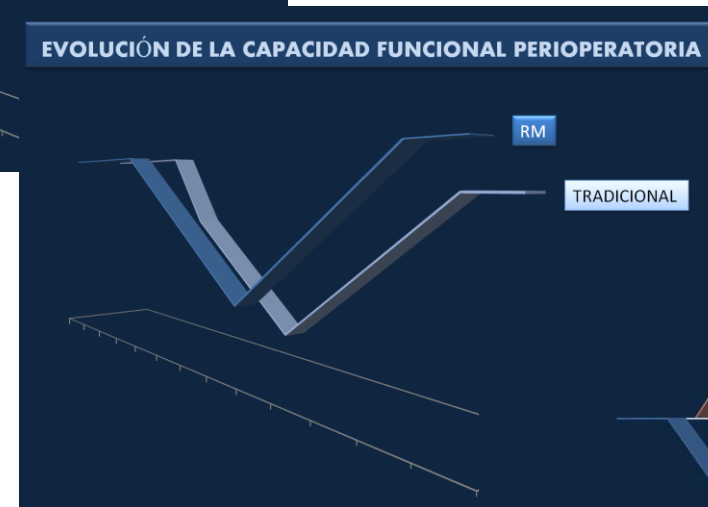 EVOLUCIÓN DE LA CAPACIDAD FUNCIONAL PERIOPERATORIA
RM
TRADICIONAL